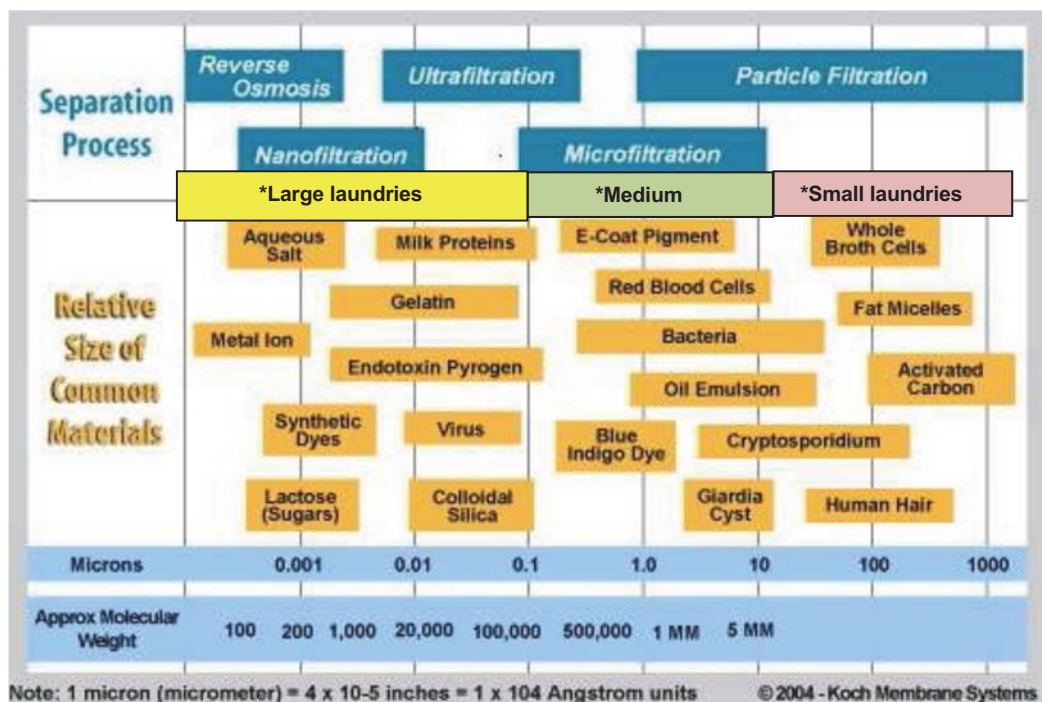 Separation
Process
Reverse
Osmosis
Ultrafiltration
Particle Filtration
Nanofiltration
Microfiltration
*Large laundries
*Medium
*Small laundries
Relative
Size of
Common
Materials
Aqueous
Salt
Milk Proteins
E-Coat Pigment
Whole
Broth Cells
Gelatin
Red Blood Cells
Fat Micelles
Metal Ion
Bacteria
Endotoxin Pyrogen
Activated
Carbon
Oil Emulsion
Synthetic
Dyes
Virus
Blue
Indigo Dye
Cryptosporidium
Lactose
(Sugars)
Colloidal
Silica
Giardia
Cyst
Human Hair
Microns 0.001 0.01 0.1 1.0 10 100 1000
Approx Molecular
Weight
100 200 1,000 20,000 100,000 500,000 1 MM 5 MM
Note: 1 micron (micrometer) = 4 x 10-5 inches = 1 x 104 Angstrom units © 2004 - Koch Membrane Systems